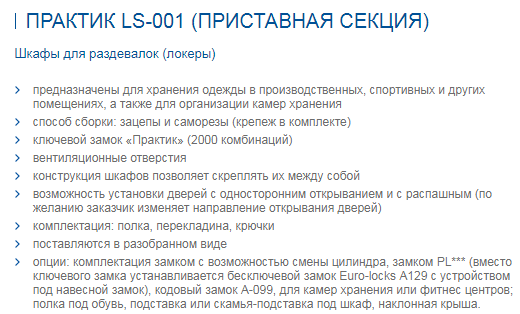 ПРАКТИК LS-001 (ПРИСТАВНАЯ СЕКЦИЯ)
Шкафы для раздевалок (локеры)
предназначены для хранения одежды в производственных, спортивных и других
помещениях, а также для организации камер хранения
способ сборки: зацепы и саморезы (крепеж в комплекте)
ключевой замок «Практик» (2000 комбинаций)
вентиляционные отверстия
конструкция шкафов позволяет скреплять их между собой
возможность установки дверей с односторонним открыванием и с распашным (по
желанию заказчик изменяет направление открывания дверей)
комплектация: полка, перекладина, крючки
поставляются в разобранном виде
опции: комплектация замком с возможностью смены цилиндра, замком PL*** (вместо
ключевого замка устанавливается бесключевой замок Euro-locks A129 с устройством
под навесной замок), кодовый замок А-099, для камер хранения или фитнес центров;
полка под обувь, подставка или скамья-подставка под шкаф, наклонная крыша.